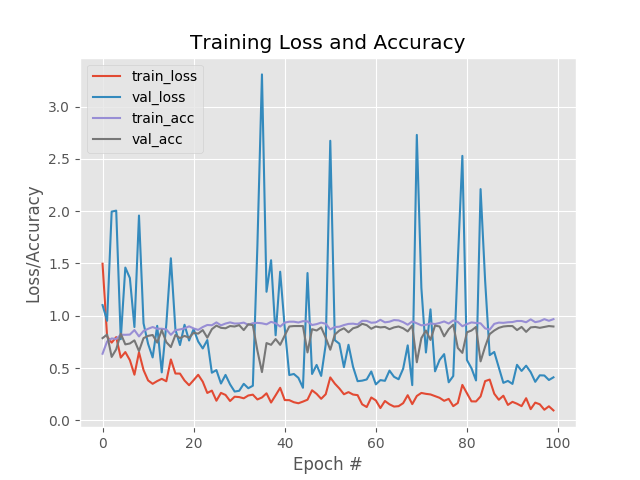 Training Loss and Accuracy
train_loss
val_loss
train_acc
val_acc
Loss/Accuracy
3.0
2.5
2.0
1.5
1.0
0.5
0.0
0 20 40 60 80 100
Epoch #